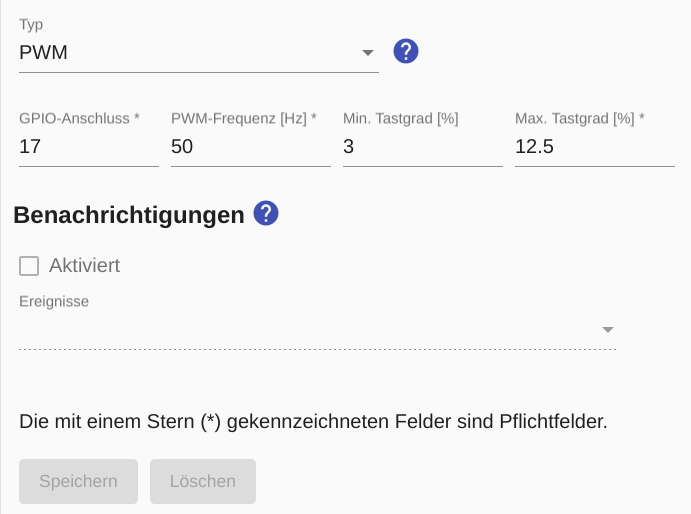 Typ
PWM
GPIO-Anschluss * PWM-Frequenz [Hz] * Min. Tastgrad [%] Max. Tastgrad [%] *
17 50 3 12.5
Benachrichtigungen
Aktiviert
Ereignisse
Die mit einem Stern (*) gekennzeichneten Felder sind Pflichtfelder.
Speichern Löschen